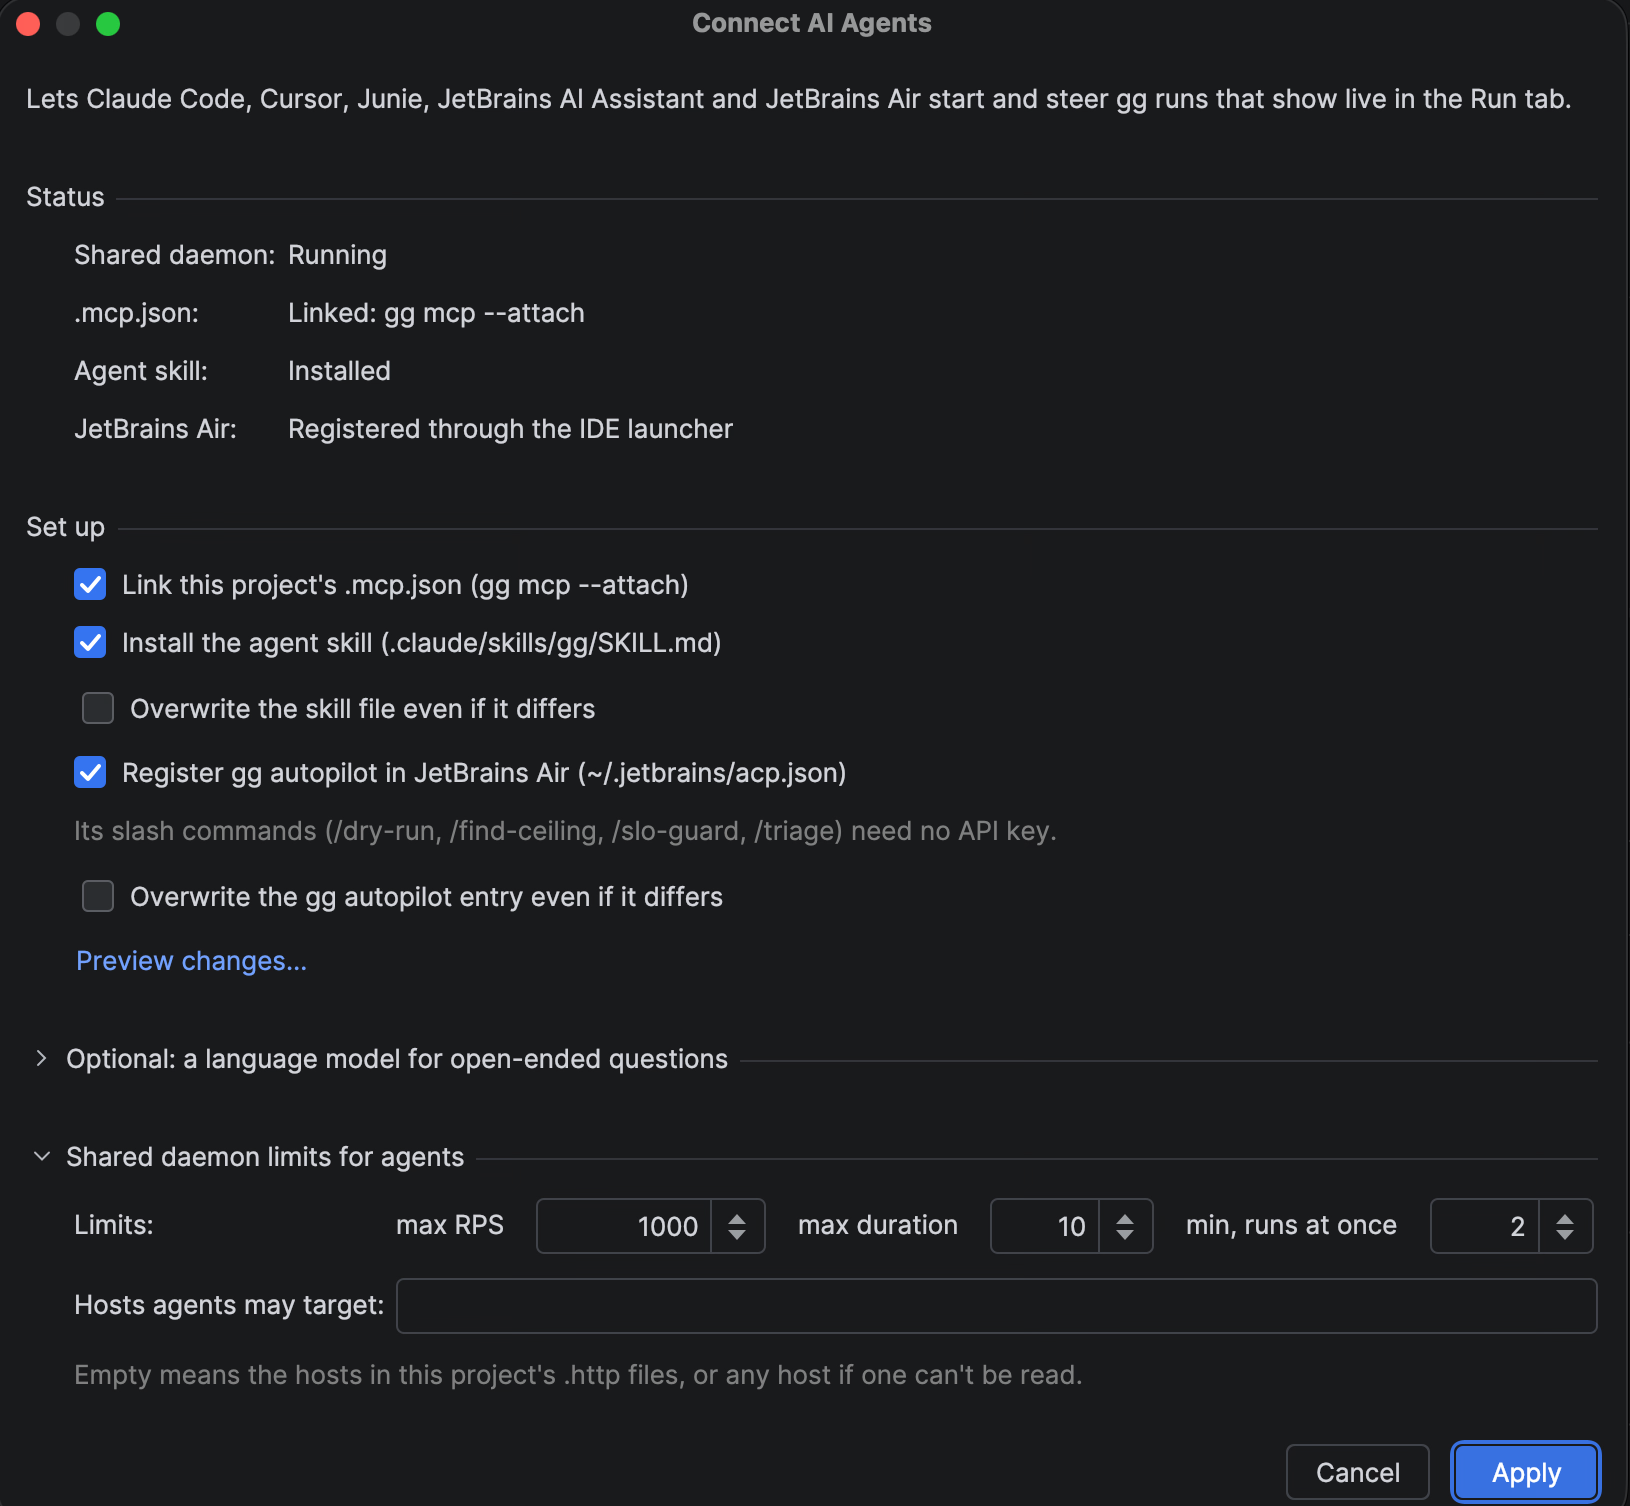 Connect AI Agents
Lets Claude Code, Cursor, Junie, JetBrains AI Assistant and JetBrains Air start and steer gg runs that show live in the Run tab.
Status
Shared daemon: Running
.mcp.json: Linked: gg mcp --attach
Agent skill: Installed
JetBrains Air: Registered through the IDE launcher
Set up
Link this project's .mcp.json (gg mcp --attach)
Install the agent skill (.claude/skills/gg/SKILL.md)
Overwrite the skill file even if it differs
Register gg autopilot in JetBrains Air (~/.jetbrains/acp.json)
Its slash commands (/dry-run, /find-ceiling, /slo-guard, /triage) need no API key.
Overwrite the gg autopilot entry even if it differs
Preview changes...
Optional: a language model for open-ended questions
Shared daemon limits for agents
Limits: max RPS 1000 max duration 10 min, runs at once 2
Hosts agents may target:
Empty means the hosts in this project's .http files, or any host if one can't be read.
Cancel Apply